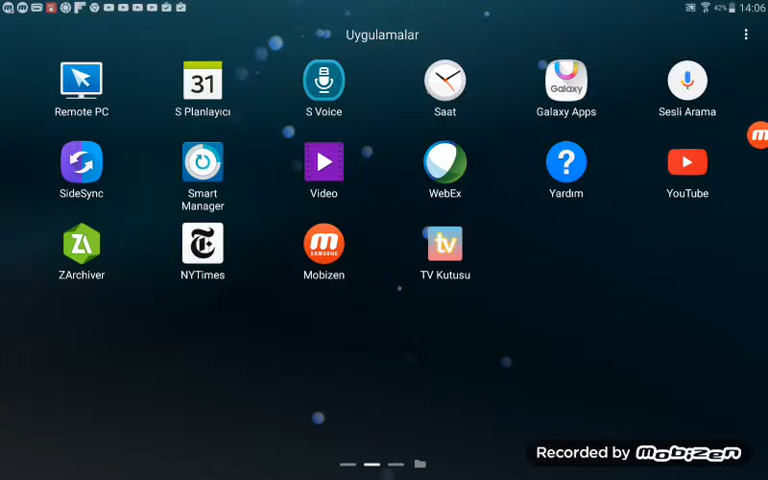 42% 14:06
Uygulamalar
31
Galaxy
Remote PC S Planlayıcı S Voice Saat Galaxy Apps Sesli Arama
m
SideSync Smart Manager Video WebEx Yardım YouTube
ZA T m SAMSUNG tv
ZArchiver NYTimes Mobizen TV Kutusu
Recorded by mobizen